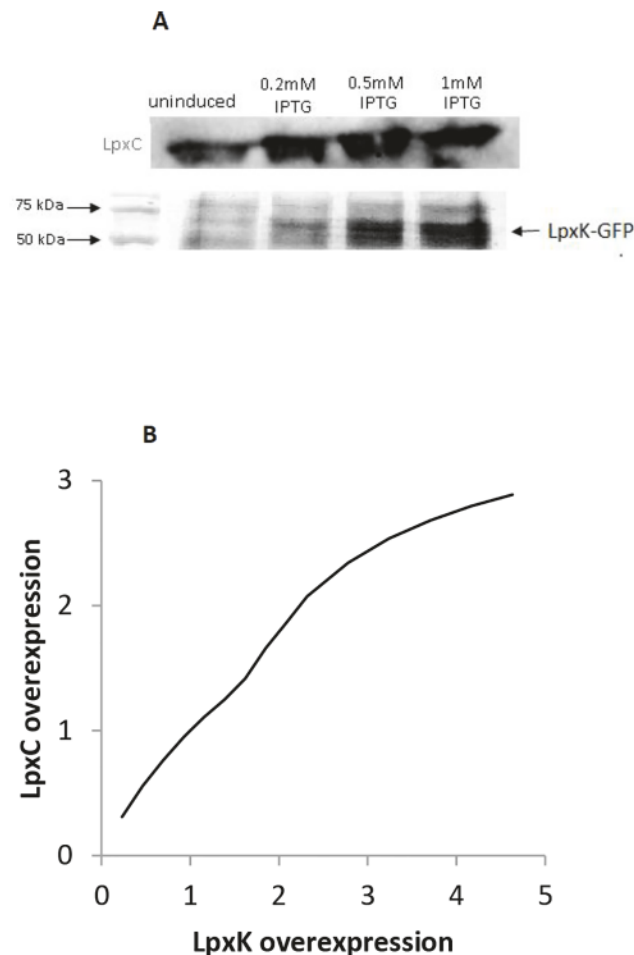 A
uninduced
0.2mM
IPTG
0.5mM
IPTG
1mM
IPTG
LpxC
75 kDa
50 kDa
LpxK-GFP
B
3
2
1
0
LpxC overexpression
0 1 2 3 4 5
LpxK overexpression